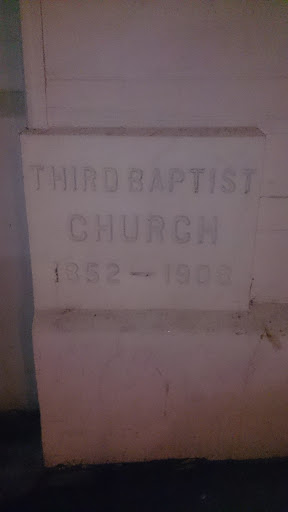 THIRD BAPTIST
CHURCH
1852 — 1908